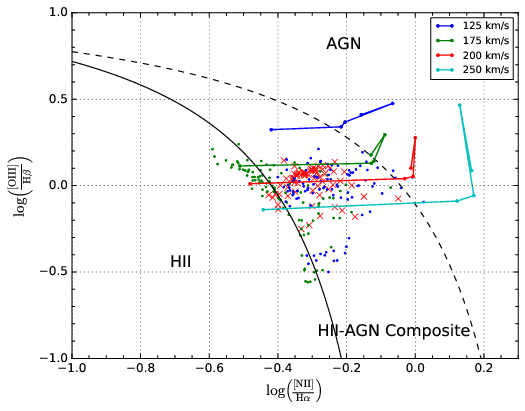 1.0
0.5
0.0
−0.5
−1.0
log([OIII]/Hβ)
AGN
HII
HII-AGN Composite
125 km/s
175 km/s
200 km/s
250 km/s
−1.0 −0.8 −0.6 −0.4 −0.2 0.0 0.2
log([NII]/Hα)